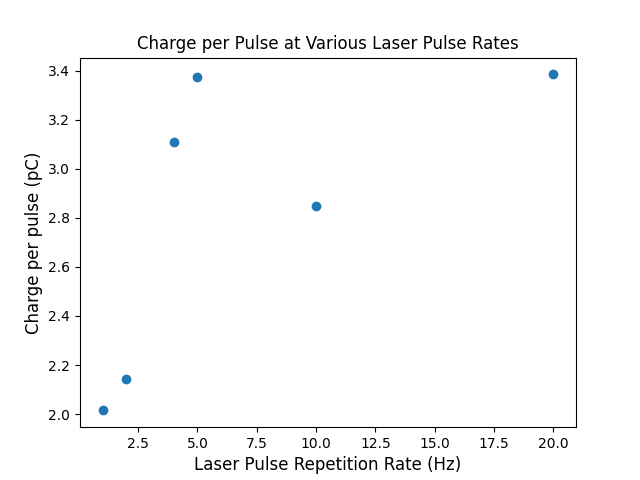 Charge per Pulse at Various Laser Pulse Rates
3.4
3.2
3.0
2.8
2.6
2.4
2.2
2.0
Charge per pulse (pC)
2.5 5.0 7.5 10.0 12.5 15.0 17.5 20.0
Laser Pulse Repetition Rate (Hz)